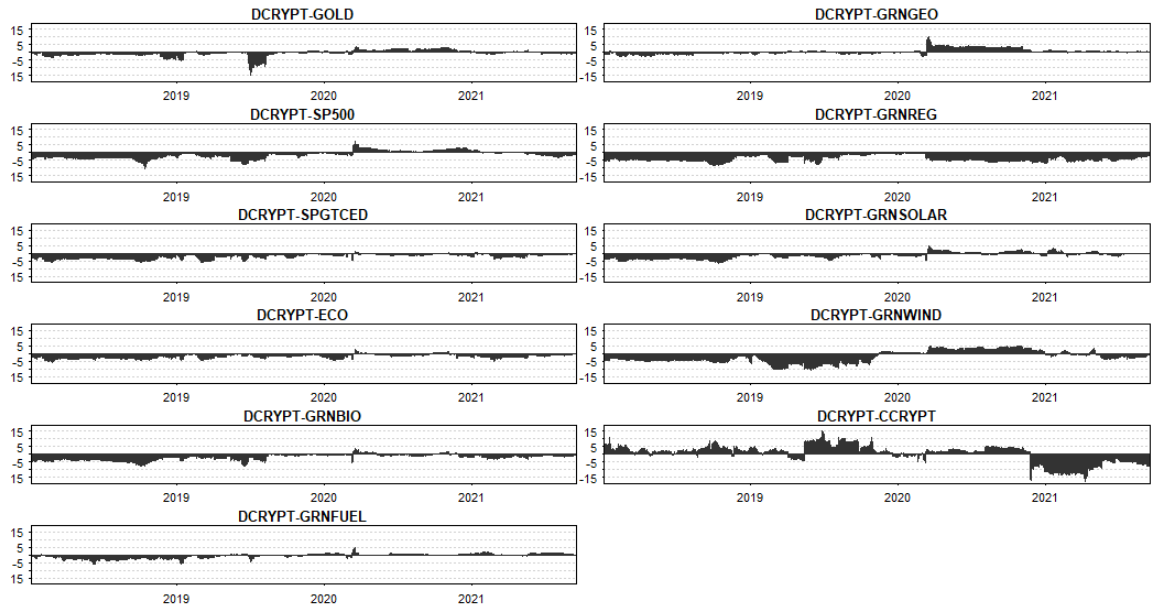 DCRYPT-GOLD
15
5
-5
15
2019 2020 2021
DCRYPT-GRNGEO
15
5
-5
-15
2019 2020 2021
DCRYPT-SP500
15
5
-5
15
2019 2020 2021
DCRYPT-GRNREG
15
5
-5
-15
2019 2020 2021
DCRYPT-SPGTCED
15
5
-5
15
2019 2020 2021
DCRYPT-GRNSOLAR
15
5
-5
-15
2019 2020 2021
DCRYPT-ECO
15
5
-5
15
2019 2020 2021
DCRYPT-GRNWIND
15
5
-5
-15
2019 2020 2021
DCRYPT-GRNBIO
15
5
-5
15
2019 2020 2021
DCRYPT-CCRYPT
15
5
-5
-15
2019 2020 2021
DCRYPT-GRNFUEL
15
5
-5
15
2019 2020 2021